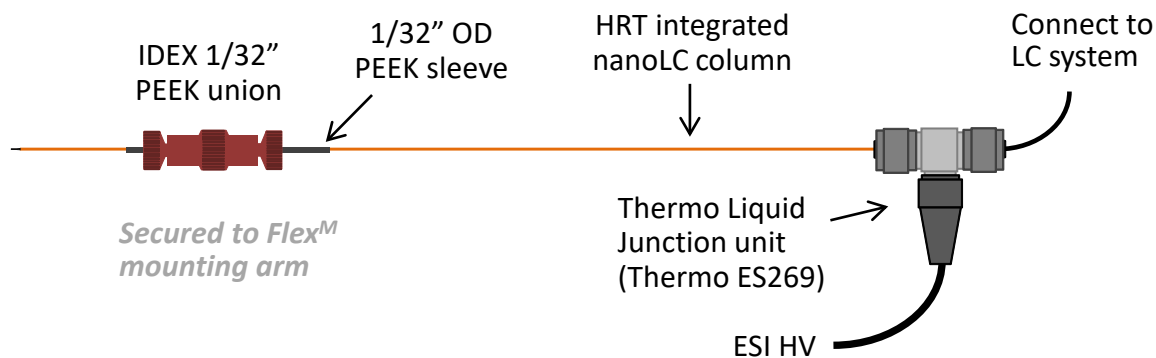 IDEX 1/32”
PEEK union
1/32” OD
PEEK sleeve
HRT integrated
nanoLC column
Connect to
LC system
Secured to Flexᴹ
mounting arm
Thermo Liquid
Junction unit
(Thermo ES269)
ESI HV